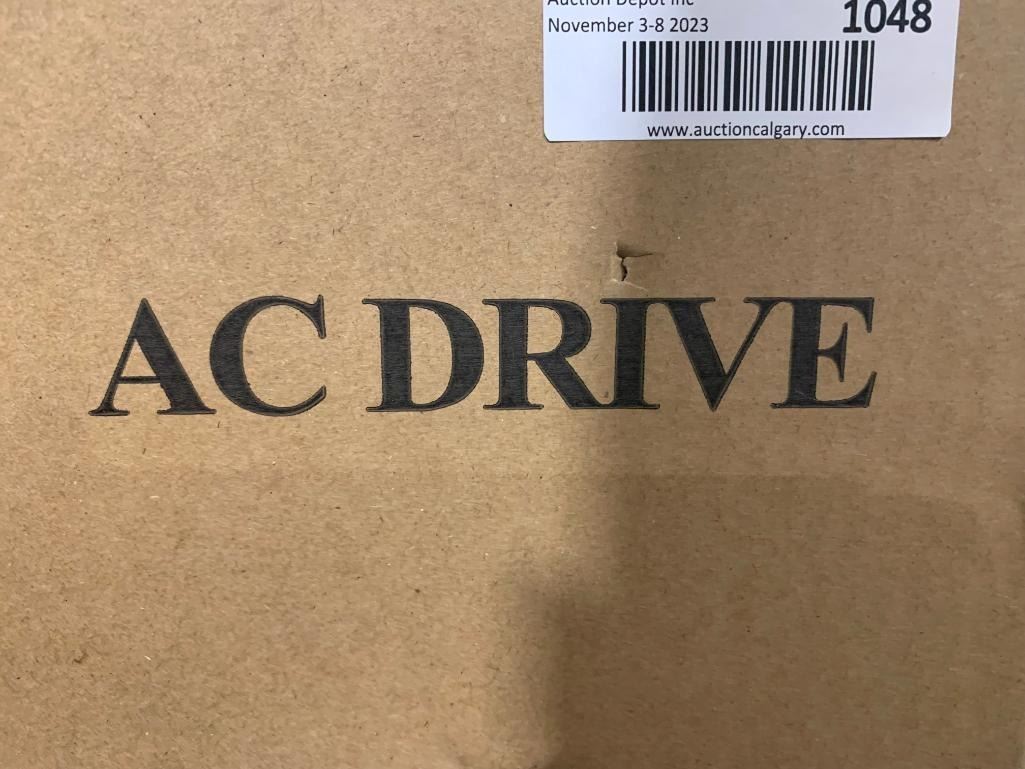 Auction Depot Inc
November 3-8 2023
1048
www.auctioncalgary.com
AC DRIVE